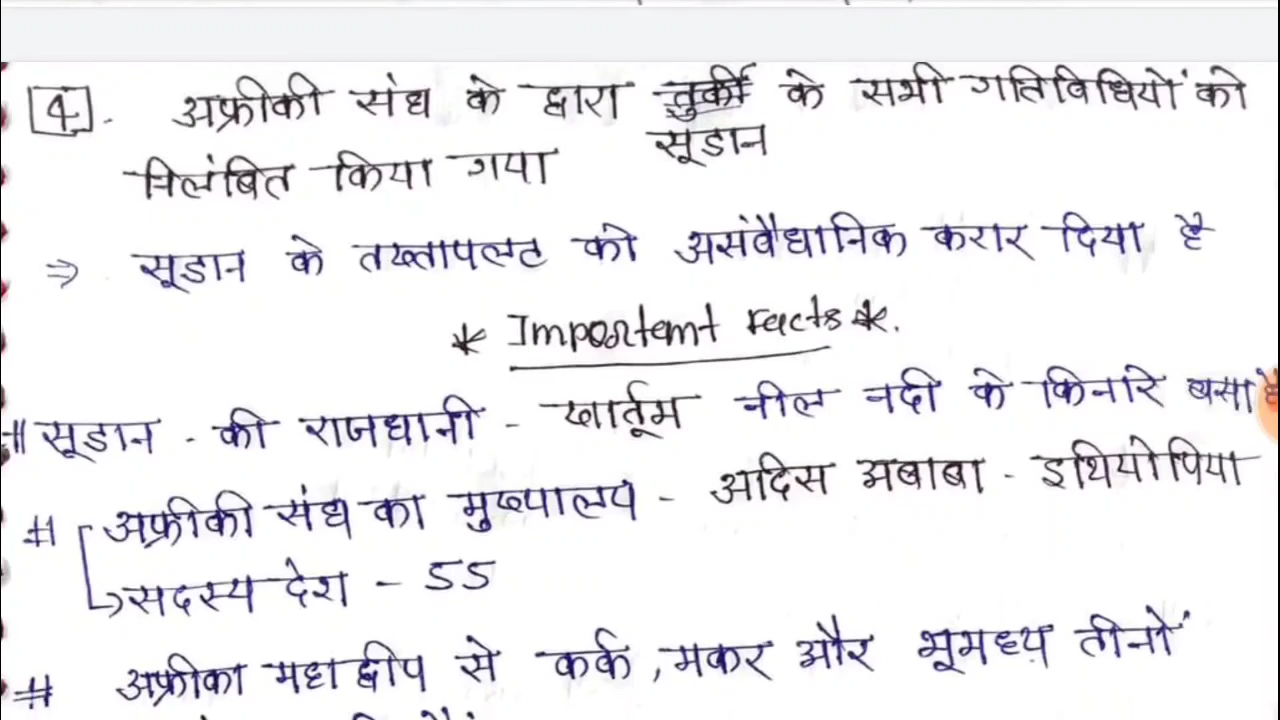 4. अफ्रीकी संघ के द्वारा तुर्की के सभी गतिविधियों को
सूडान
निलंबित किया गया
⇒ सूडान के तख्तापलट को असंवैधानिक करार दिया है
* Importemt Facts *.
# सूडान - की राजधानी - खार्तूम नील नदी के किनारे बसा है
# अफ्रीकी संघ का मुख्यालय - अदिस अबाबा - इथियोपिया
सदस्य देश - 55
# अफ्रीका महाद्वीप से कर्क, मकर और भूमध्य तीनों